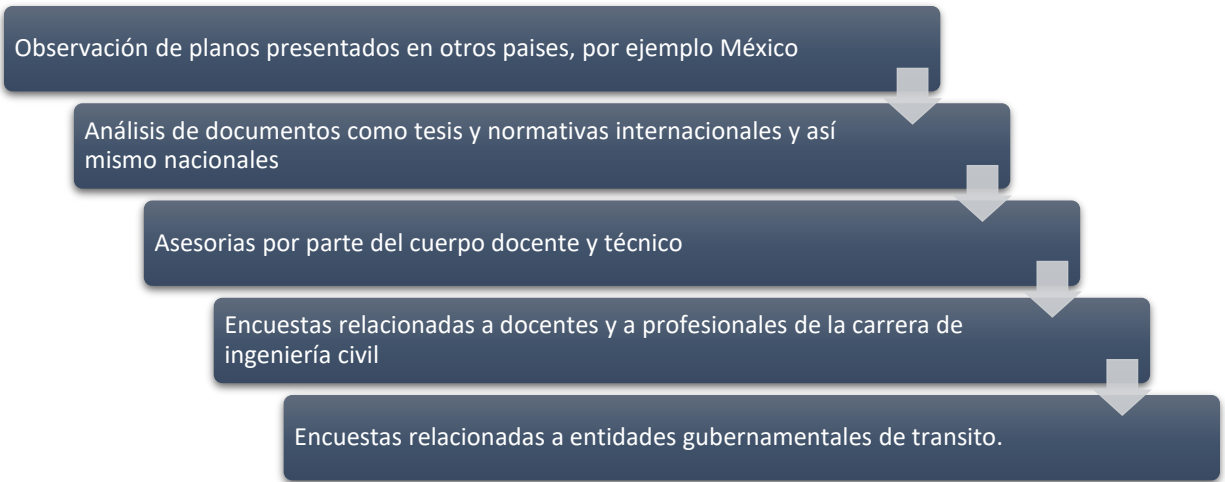 Observación de planos presentados en otros paises, por ejemplo México
Análisis de documentos como tesis y normativas internacionales y así
mismo nacionales
Asesorias por parte del cuerpo docente y técnico
Encuestas relacionadas a docentes y a profesionales de la carrera de
ingeniería civil
Encuestas relacionadas a entidades gubernamentales de transito.